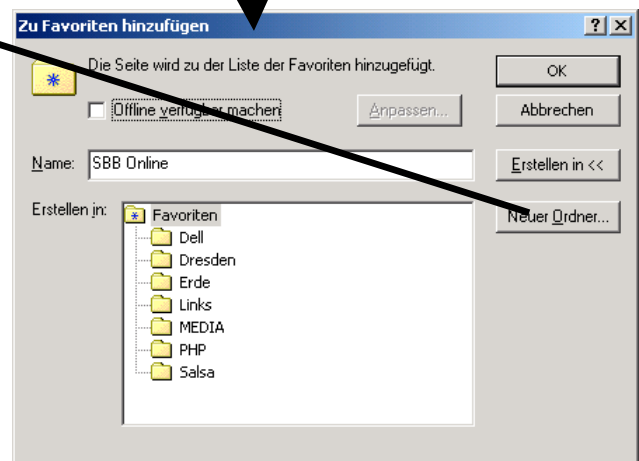 Zu Favoriten hinzufügen
Die Seite wird zu der Liste der Favoriten hinzugefügt.
OK
Offline verfügbar machen
Anpassen...
Abbrechen
Name: SBB Online
Erstellen in <<
Erstellen in:
Favoriten
Neuer Ordner...
Dell
Dresden
Erde
Links
MEDIA
PHP
Salsa